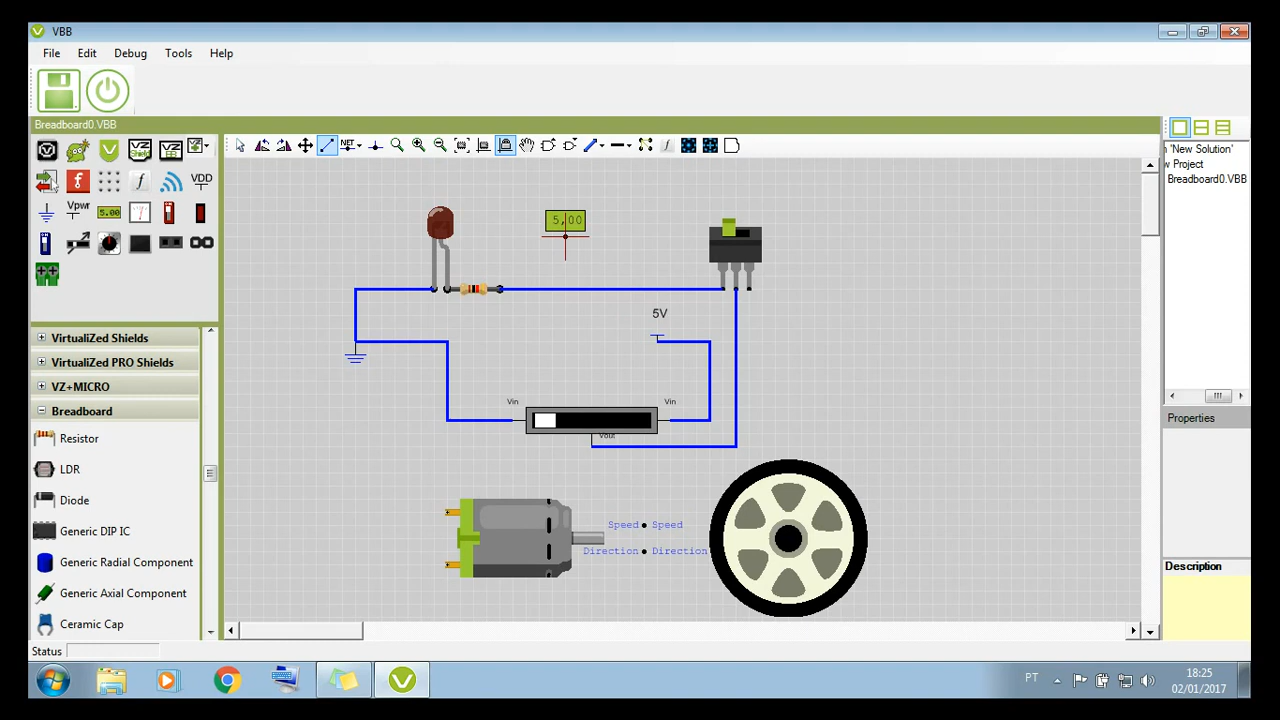 VBB
File Edit Debug Tools Help
Breadboard0.VBB
NET
VDD
Vpwr
5.00
VirtualiZed Shields
VirtualiZed PRO Shields
VZ+MICRO
Breadboard
Resistor
LDR
Diode
Generic DIP IC
Generic Radial Component
Generic Axial Component
Ceramic Cap
5,00
5V
Vin Vin
Vout
Speed Speed
Direction Direction
'New Solution'
Project
Breadboard0.VBB
Properties
Description
Status
PT
18:25
02/01/2017